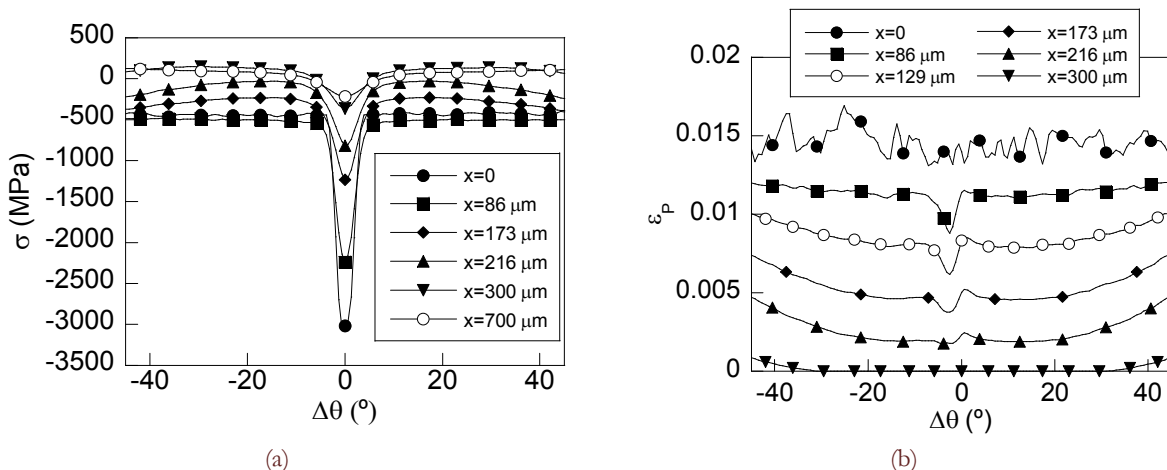 500
0
-500
-1000
-1500
-2000
-2500
-3000
-3500
σ (MPa)
-40 -20 0 20 40
Δθ (º)
x=0
x=86 μm
x=173 μm
x=216 μm
x=300 μm
x=700 μm
(a)
x=0
x=86 μm
x=129 μm
x=173 μm
x=216 μm
x=300 μm
0.02
0.015
0.01
0.005
0
εP
-40 -20 0 20 40
Δθ (º)
(b)